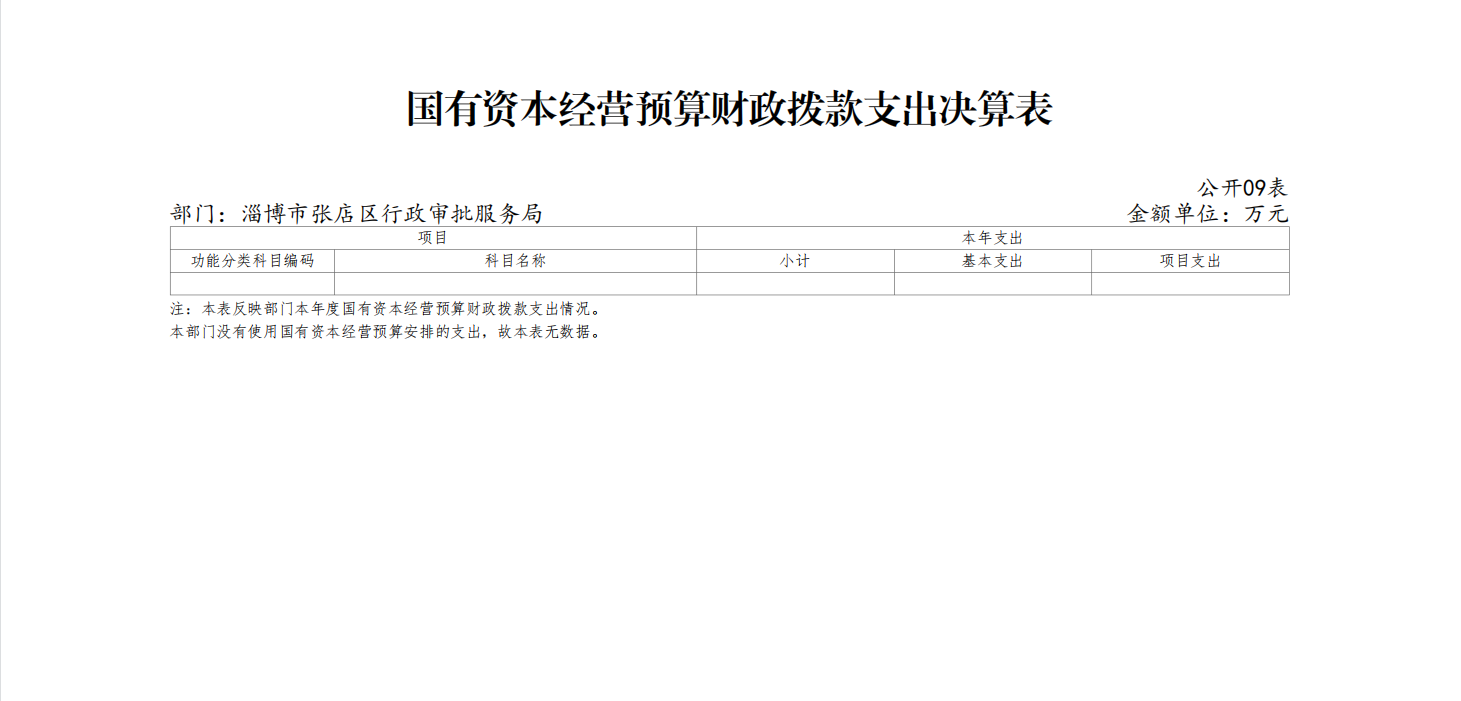 国有资本经营预算财政拨款支出决算表
公开09表
部门：淄博市张店区行政审批服务局 金额单位：万元
项目 本年支出
功能分类科目编码 科目名称 小计 基本支出 项目支出
注：本表反映部门本年度国有资本经营预算财政拨款支出情况。
本部门没有使用国有资本经营预算安排的支出，故本表无数据。